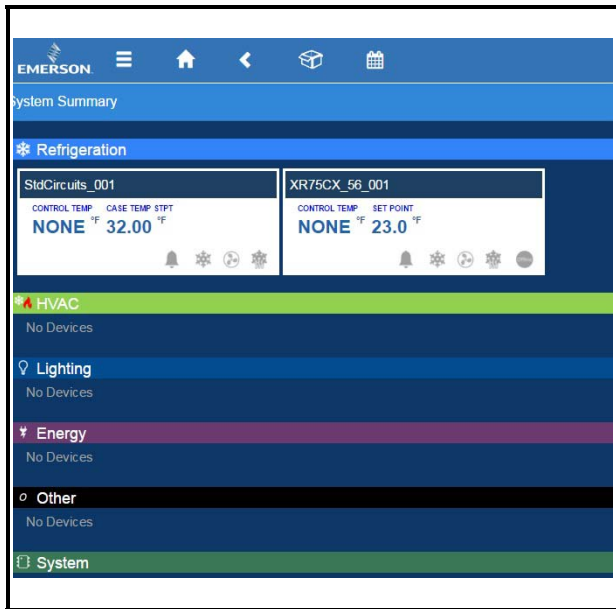 EMERSON.
ystem Summary
Refrigeration
StdCircuits_001
CONTROL TEMP CASE TEMP STPT
NONE °F 32.00 °F
XR75CX_56_001
CONTROL TEMP SET POINT
NONE °F 23.0 °F
HVAC
No Devices
Lighting
No Devices
Energy
No Devices
Other
No Devices
System